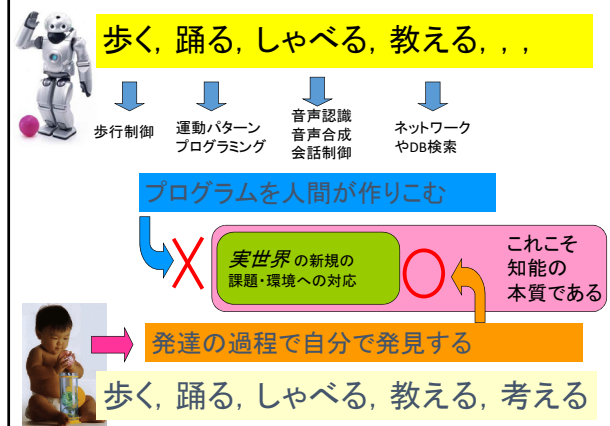 歩く, 踊る, しゃべる, 教える, , ,
歩行制御
運動パターン
プログラミング
音声認識
音声合成
会話制御
ネットワーク
やDB検索
プログラムを人間が作りこむ
実世界の新規の
課題・環境への対応
これこそ
知能の
本質である
発達の過程で自分で発見する
歩く, 踊る, しゃべる, 教える, 考える